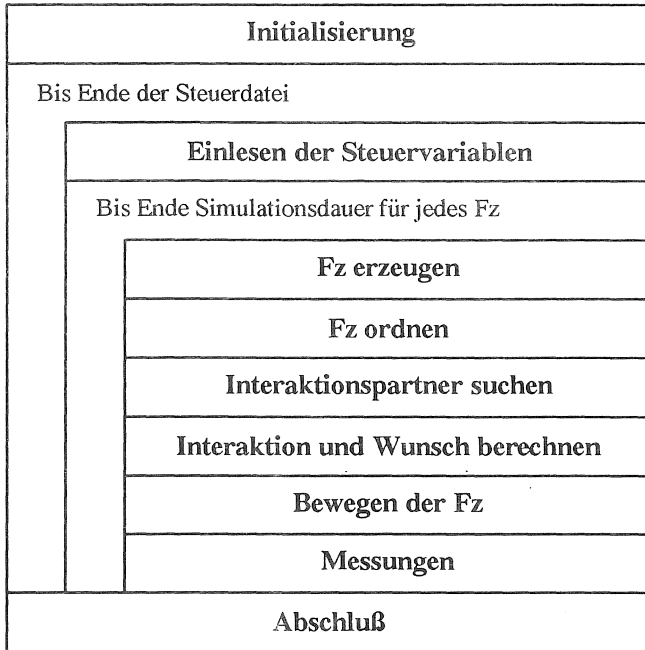 Initialisierung
Bis Ende der Steuerdatei
Einlesen der Steuervariablen
Bis Ende Simulationsdauer für jedes Fz
Fz erzeugen
Fz ordnen
Interaktionspartner suchen
Interaktion und Wunsch berechnen
Bewegen der Fz
Messungen
Abschluß